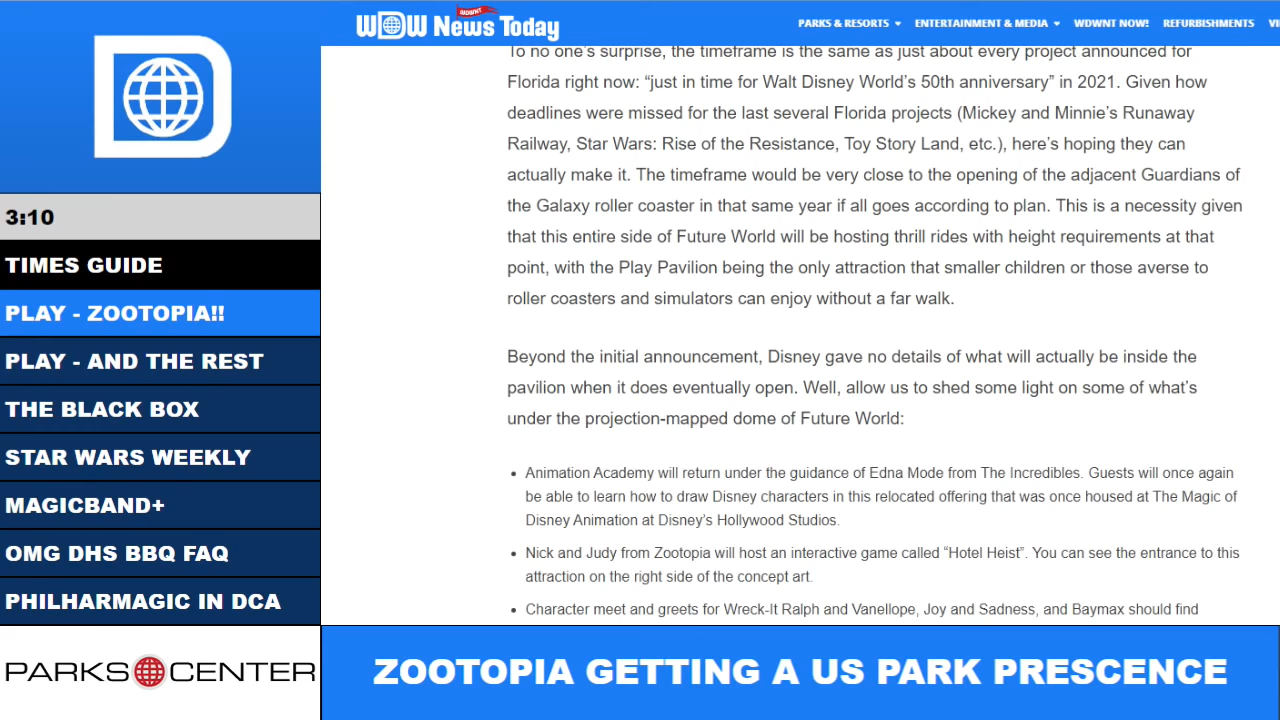 WDWNT
WDW News Today
PARKS & RESORTS ENTERTAINMENT & MEDIA WDWNT NOW! REFURBISHMENTS VI
3:10
TIMES GUIDE
PLAY - ZOOTOPIA!!
PLAY - AND THE REST
THE BLACK BOX
STAR WARS WEEKLY
MAGICBAND+
OMG DHS BBQ FAQ
PHILHARMAGIC IN DCA
PARKS CENTER
To no one's surprise, the timeframe is the same as just about every project announced for
Florida right now: “just in time for Walt Disney World's 50th anniversary” in 2021. Given how
deadlines were missed for the last several Florida projects (Mickey and Minnie's Runaway
Railway, Star Wars: Rise of the Resistance, Toy Story Land, etc.), here's hoping they can
actually make it. The timeframe would be very close to the opening of the adjacent Guardians of
the Galaxy roller coaster in that same year if all goes according to plan. This is a necessity given
that this entire side of Future World will be hosting thrill rides with height requirements at that
point, with the Play Pavilion being the only attraction that smaller children or those averse to
roller coasters and simulators can enjoy without a far walk.
Beyond the initial announcement, Disney gave no details of what will actually be inside the
pavilion when it does eventually open. Well, allow us to shed some light on some of what's
under the projection-mapped dome of Future World:
• Animation Academy will return under the guidance of Edna Mode from The Incredibles. Guests will once again
be able to learn how to draw Disney characters in this relocated offering that was once housed at The Magic of
Disney Animation at Disney's Hollywood Studios.
• Nick and Judy from Zootopia will host an interactive game called “Hotel Heist”. You can see the entrance to this
attraction on the right side of the concept art.
• Character meet and greets for Wreck-It Ralph and Vanellope, Joy and Sadness, and Baymax should find
ZOOTOPIA GETTING A US PARK PRESCENCE